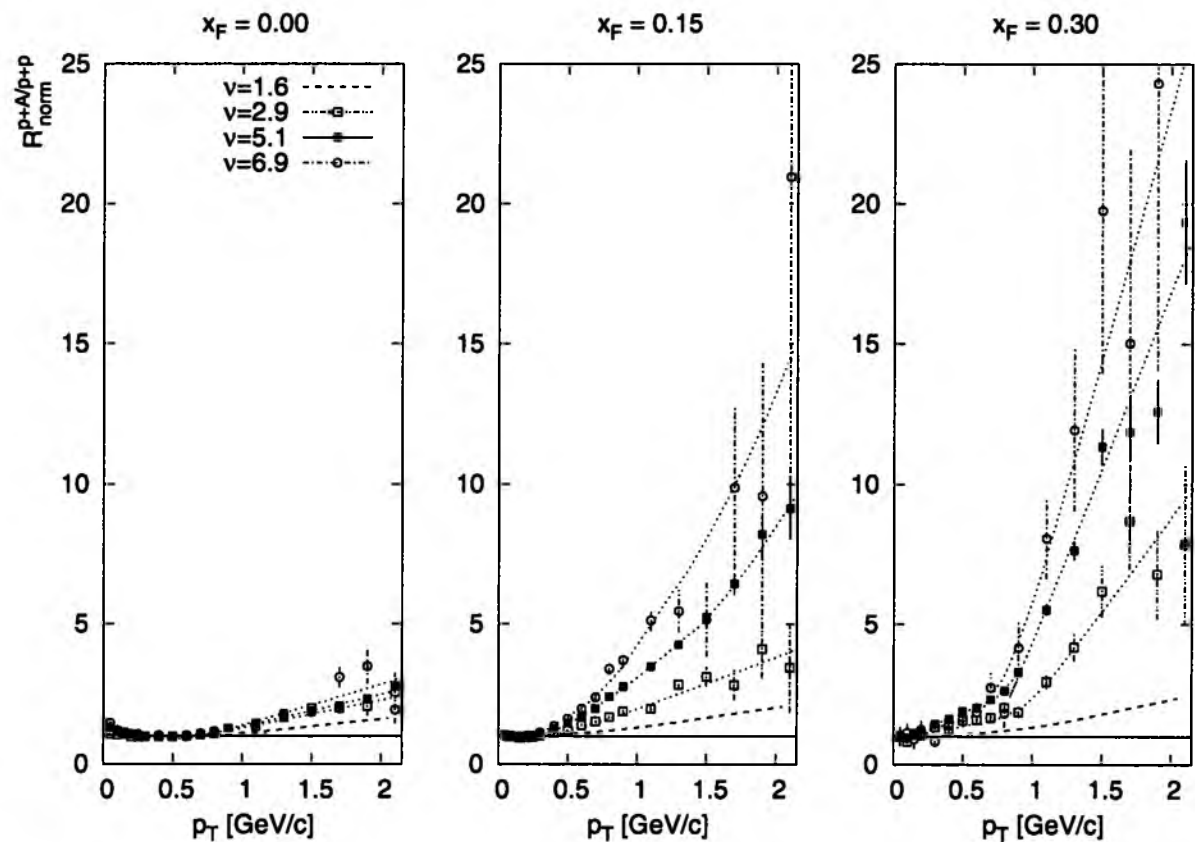 x_F = 0.00
x_F = 0.15
x_F = 0.30
R^{p+A/p+p}_{norm}
25
20
15
10
5
0
ν=1.6
ν=2.9
ν=5.1
ν=6.9
0 0.5 1 1.5 2
p_T [GeV/c]
25
20
15
10
5
0
0 0.5 1 1.5 2
p_T [GeV/c]
25
20
15
10
5
0
0 0.5 1 1.5 2
p_T [GeV/c]